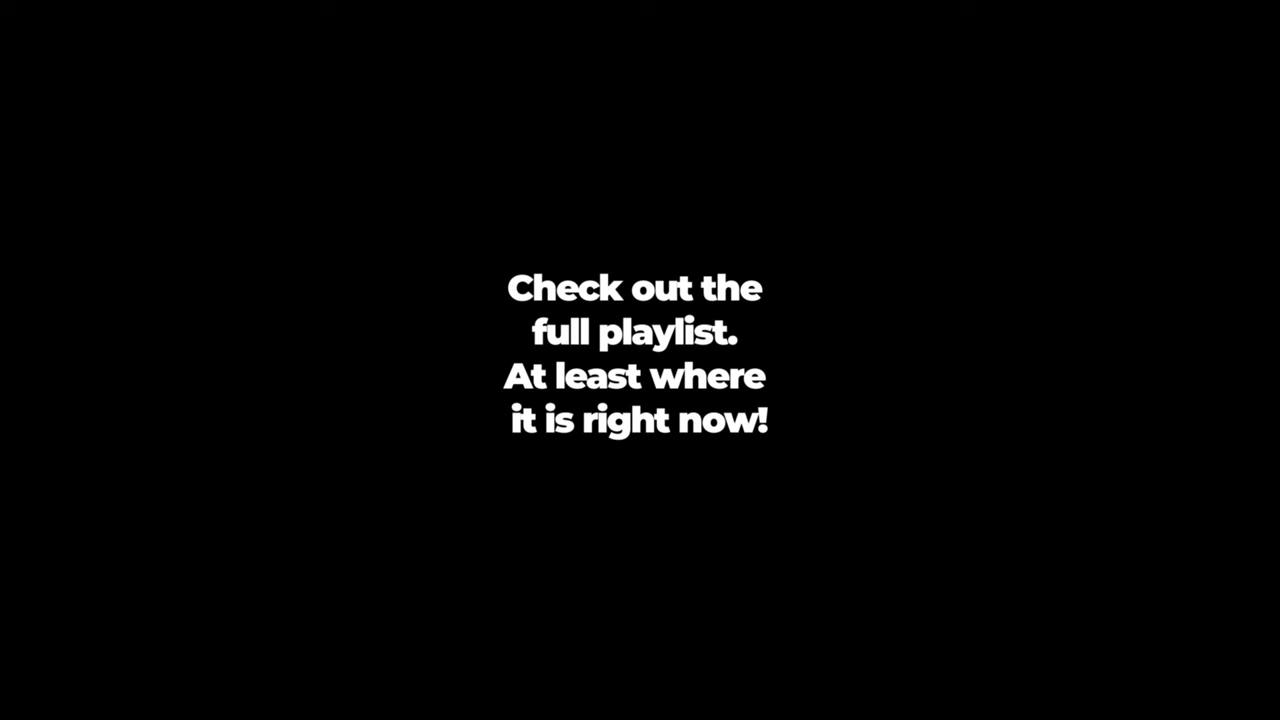 Check out the
full playlist.
At least where
it is right now!